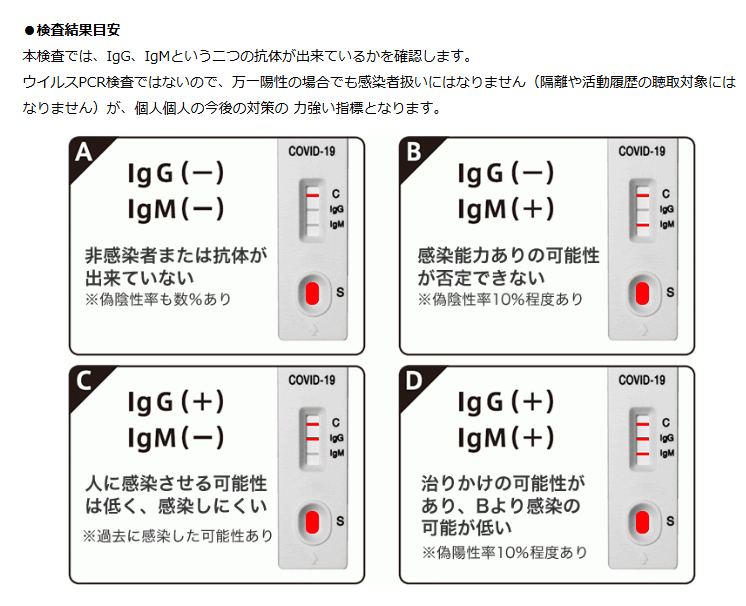 ●検査結果目安
本検査では、IgG、IgMという二つの抗体が出来ているかを確認します。
ウイルスPCR検査ではないので、万一陽性の場合でも感染者扱いにはなりません（隔離や活動履歴の聴取対象には
なりません）が、個人個人の今後の対策の 力強い指標となります。
A
IgG(－)
IgM(－)
非感染者または抗体が
出来ていない
※偽陰性率も数%あり
COVID-19
C
IgG
IgM
S
B
IgG(－)
IgM(＋)
感染能力ありの可能性
が否定できない
※偽陰性率10%程度あり
COVID-19
C
IgG
IgM
S
C
IgG(＋)
IgM(－)
人に感染させる可能性
は低く、感染しにくい
※過去に感染した可能性あり
COVID-19
C
IgG
IgM
S
D
IgG(＋)
IgM(＋)
治りかけの可能性が
あり、Bより感染の
可能が低い
※偽陽性率10%程度あり
COVID-19
C
IgG
IgM
S